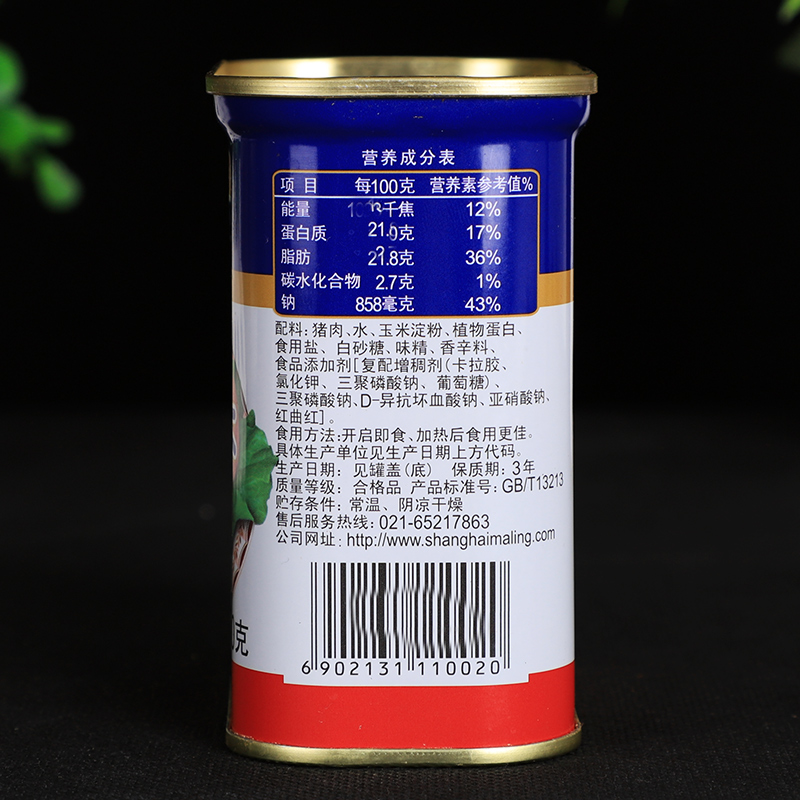 营养成分表
项 目 每100克 营养素参考值%
能量 千焦 12%
蛋白质 17%
脂肪 21.8克 36%
碳水化合物 2.7克 1%
钠 858毫克 43%
配料:猪肉、水、玉米淀粉、植物蛋白、
食用盐、白砂糖、味精、香辛料、
食品添加剂[复配增稠剂(卡拉胶、
氯化钾、三聚磷酸钠、葡萄糖)、
三聚磷酸钠、D-异抗坏血酸钠、亚硝酸钠、
红曲红]。
食用方法:开启即食、加热后食用更佳。
具体生产单位见生产日期上方代码。
生产日期: 见罐盖(底) 保质期: 3年
质量等级: 合格品 产品标准号: GB/T13213
贮存条件: 常温、阴凉干燥
售后服务热线: 021-65217863
公司网址: http://www.shanghaimaling.com
克
6 902131 110020